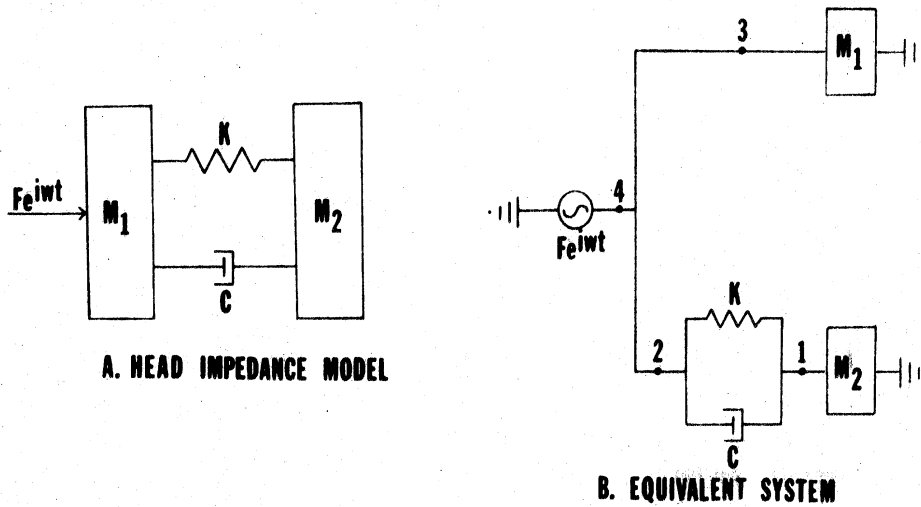 K
Fe^iwt
M₁
M₂
C
A. HEAD IMPEDANCE MODEL
3
M₁
4
Fe^iwt
K
2
1
M₂
C
B. EQUIVALENT SYSTEM